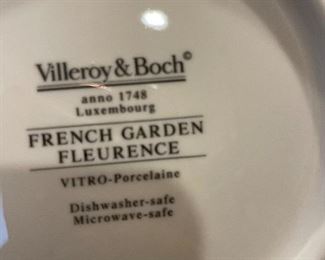 Villeroy & Boch©
anno 1748
Luxembourg
FRENCH GARDEN
FLEURENCE
VITRO-Porcelaine
Dishwasher-safe
Microwave-safe